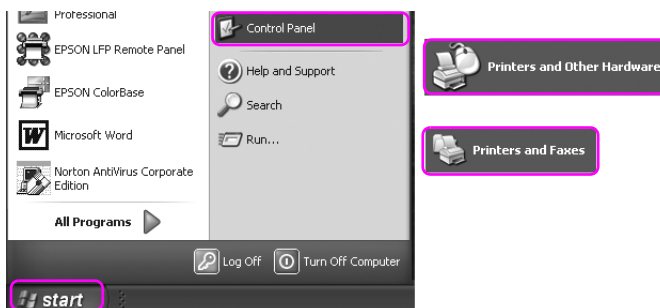 Professional
EPSON LFP Remote Panel
EPSON ColorBase
Microsoft Word
Norton AntiVirus Corporate
Edition
All Programs
Control Panel
Help and Support
Search
Run...
Log Off
Turn Off Computer
start
Printers and Other Hardware
Printers and Faxes